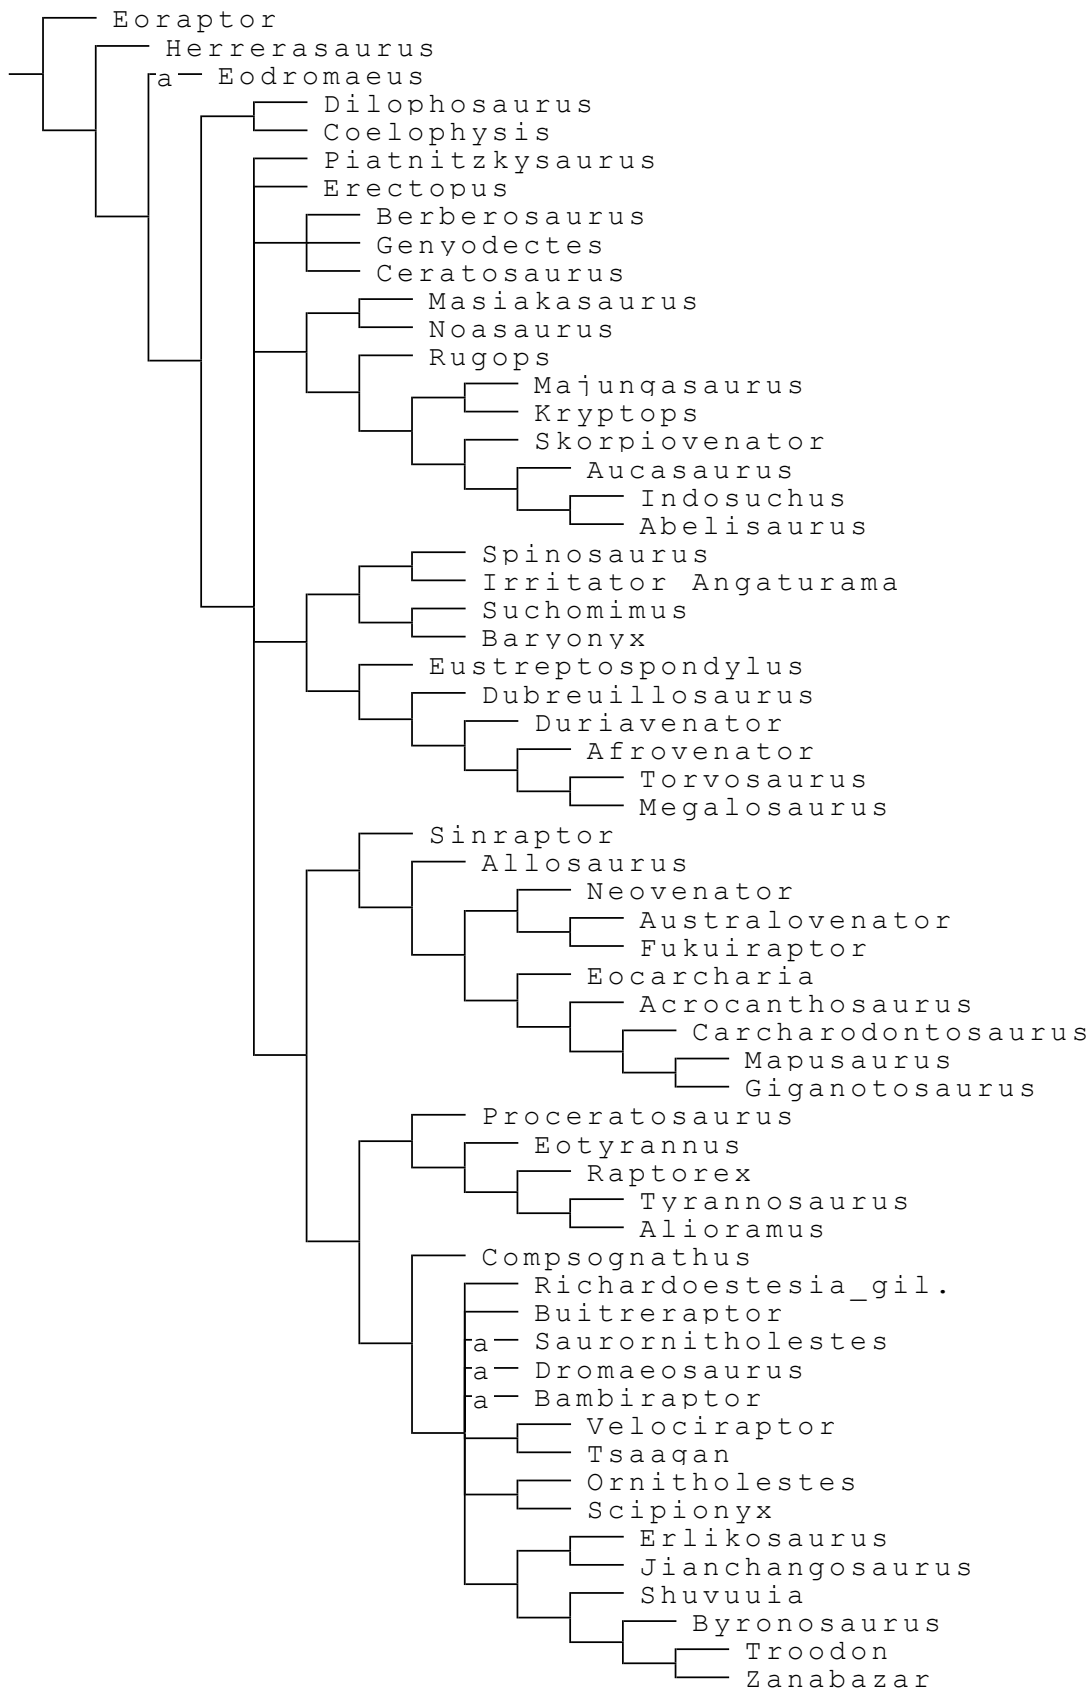 Eoraptor
Herrerasaurus
a Eodromaeus
Dilophosaurus
Coelophysis
Piatnitzkysaurus
Erectopus
Berberosaurus
Genyodectes
Ceratosaurus
Masiakasaurus
Noasaurus
Rugops
Majungasaurus
Kryptops
Skorpiovenator
Aucasaurus
Indosuchus
Abelisaurus
Spinosaurus
Irritator Angaturama
Suchomimus
Baryonyx
Eustreptospondylus
Dubreuillosaurus
Duriavenator
Afrovenator
Torvosaurus
Megalosaurus
Sinraptor
Allosaurus
Neovenator
Australovenator
Fukuiraptor
Eocarcharia
Acrocanthosaurus
Carcharodontosaurus
Mapusaurus
Giganotosaurus
Proceratosaurus
Eotyrannus
Raptorex
Tyrannosaurus
Alioramus
Compsognathus
Richardoestesia_gil.
Buitreraptor
a Saurornitholestes
a Dromaeosaurus
a Bambiraptor
Velociraptor
Tsaagan
Ornitholestes
Scipionyx
Erlikosaurus
Jianchangosaurus
Shuvuuia
Byronosaurus
Troodon
Zanabazar